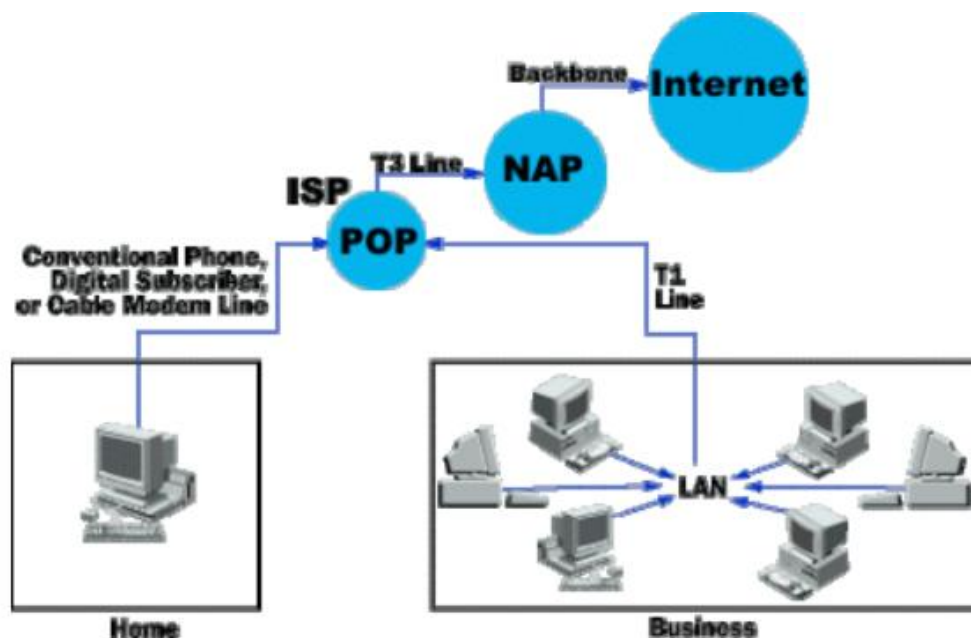 Backbone
Internet
T3 Line
NAP
ISP
POP
Conventional Phone,
Digital Subscriber,
or Cable Modem Line
T1
Line
LAN
Home
Business